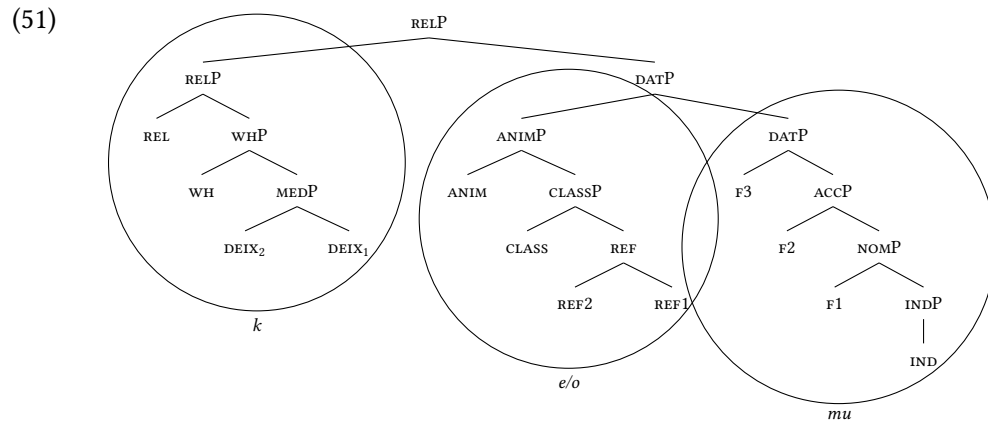 (51)
RELP
RELP DATP
REL WHP ANIMP DATP
WH MEDP ANIM CLASSP F3 ACCP
DEIX₂ DEIX₁ CLASS REF F2 NOMP
REF2 REF1 F1 INDP
k
IND
e/o
mu